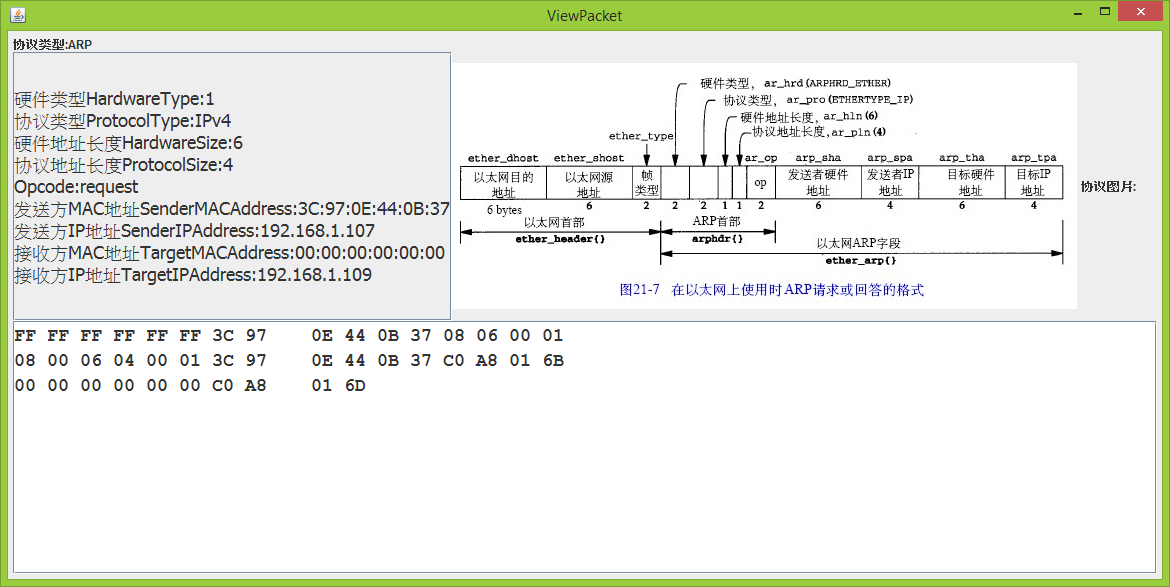 ViewPacket
协议类型:ARP
硬件类型HardwareType:1
协议类型ProtocolType:IPv4
硬件地址长度HardwareSize:6
协议地址长度ProtocolSize:4
Opcode:request
发送方MAC地址SenderMACAddress:3C:97:0E:44:0B:37
发送方IP地址SenderIPAddress:192.168.1.107
接收方MAC地址TargetMACAddress:00:00:00:00:00:00
接收方IP地址TargetIPAddress:192.168.1.109
硬件类型, ar_hrd(ARPHRD_ETHER)
协议类型, ar_pro(ETHERTYPE_IP)
硬件地址长度,ar_hln(6)
ether_type 协议地址长度,ar_pln(4)
ether_dhost ether_shost ar_op arp_sha arp_spa arp_tha arp_tpa
以太网目的地址 以太网源地址 帧类型 op 发送者硬件地址 发送者IP地址 目标硬件地址 目标IP地址
6 bytes 6 2 2 2 1 1 2 6 4 6 4
以太网首部 ARP首部
ether_header{} arphdr{}
以太网ARP字段
ether_arp{}
图21-7 在以太网上使用时ARP请求或回答的格式
协议图片:
FF FF FF FF FF FF 3C 97 0E 44 0B 37 08 06 00 01
08 00 06 04 00 01 3C 97 0E 44 0B 37 C0 A8 01 6B
00 00 00 00 00 00 C0 A8 01 6D